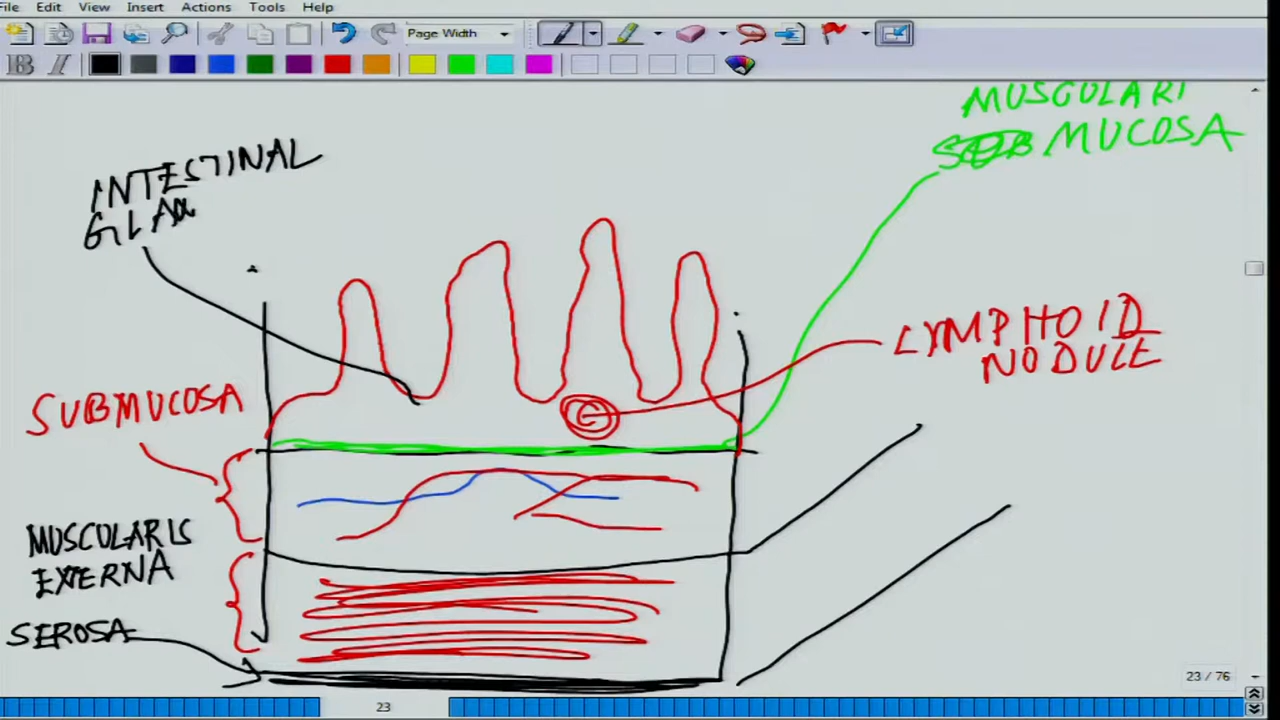 File Edit View Insert Actions Tools Help
Page Width
MUSCULARI
MUCOSA
INTESTINAL
LYMPHOID
NODULE
SUBMUCOSA
MUSCULARIS
EXTERNA
SEROSA
23 / 76
23